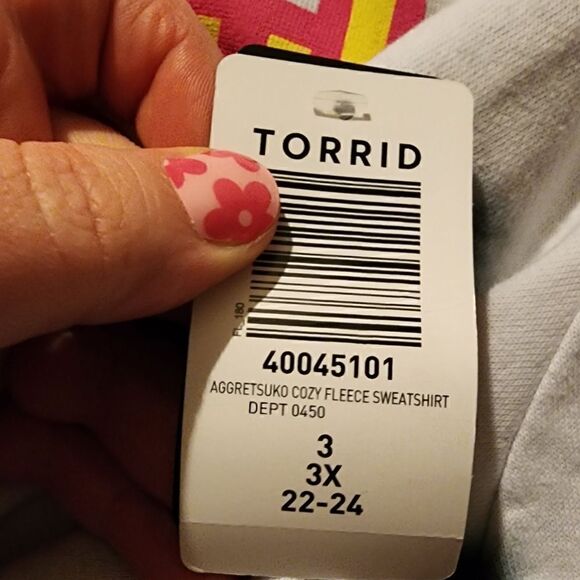 TORRID
40045101
AGGRETSUKO COZY FLEECE SWEATSHIRT
DEPT 0450
3
3X
22-24